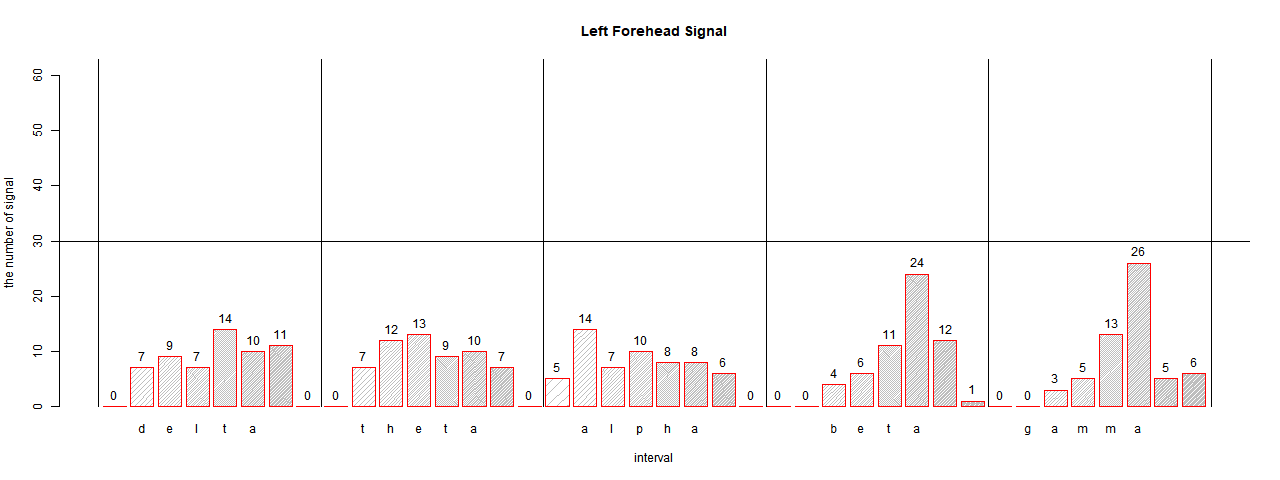 Left Forehead Signal
the number of signal
60
50
40
30
20
10
0
0 7 9 7 14 10 11 0 0 7 12 13 9 10 7 0 5 14 7 10 8 8 6 0 0 0 4 6 11 24 12 1 0 0 3 5 13 26 5 6
d e l t a t h e t a a l p h a b e t a g a m m a
interval